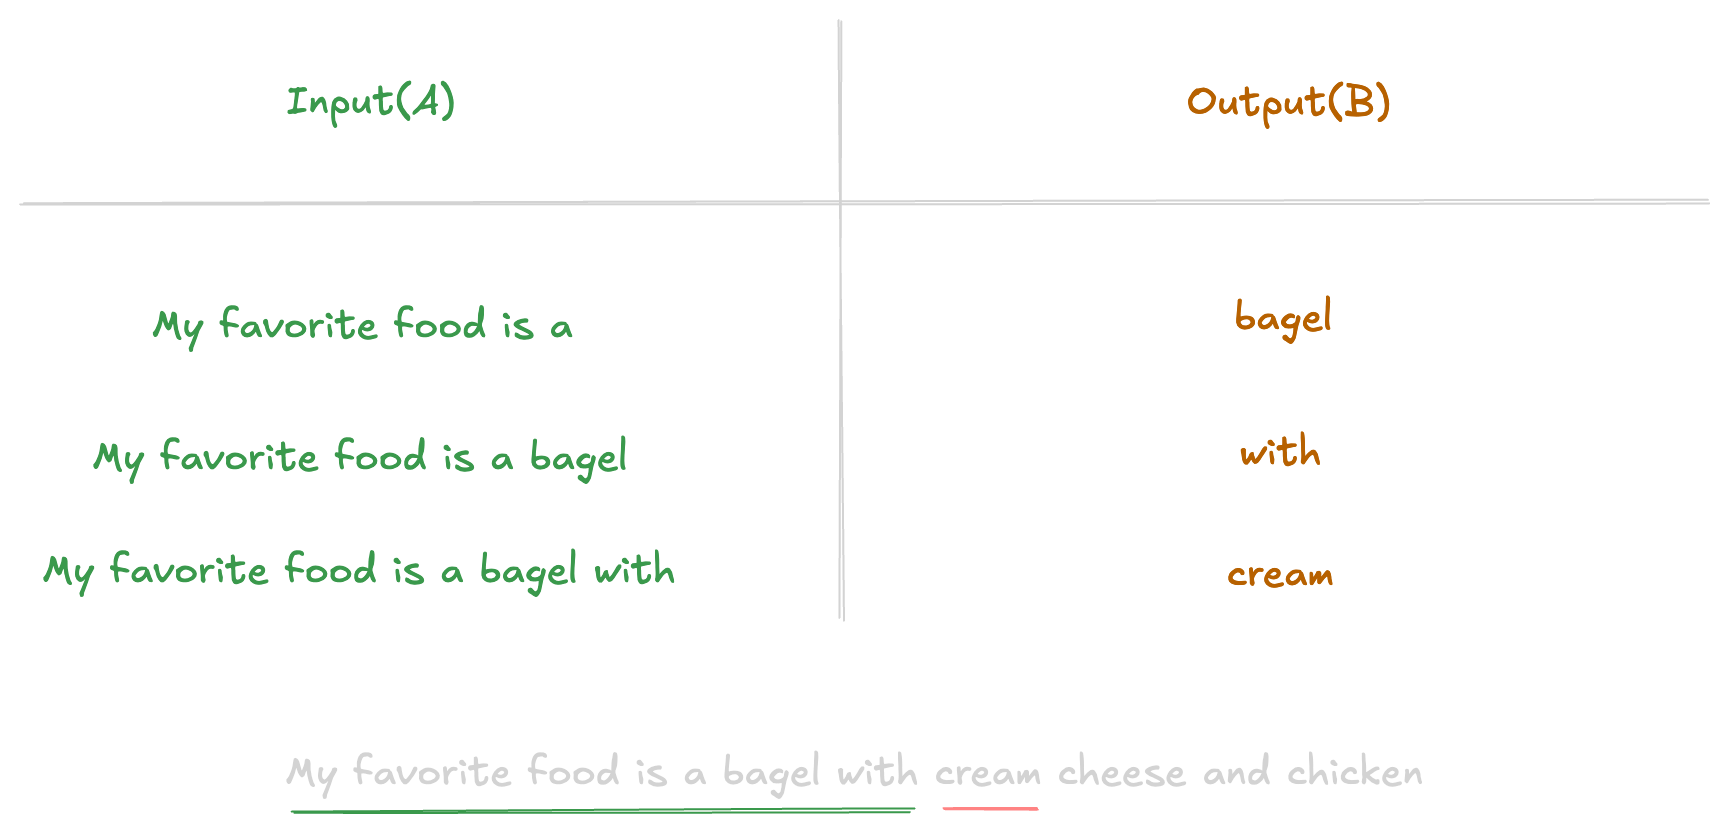 Input(A) Output(B)
My favorite food is a bagel
My favorite food is a bagel with
My favorite food is a bagel with cream
My favorite food is a bagel with cream cheese and chicken